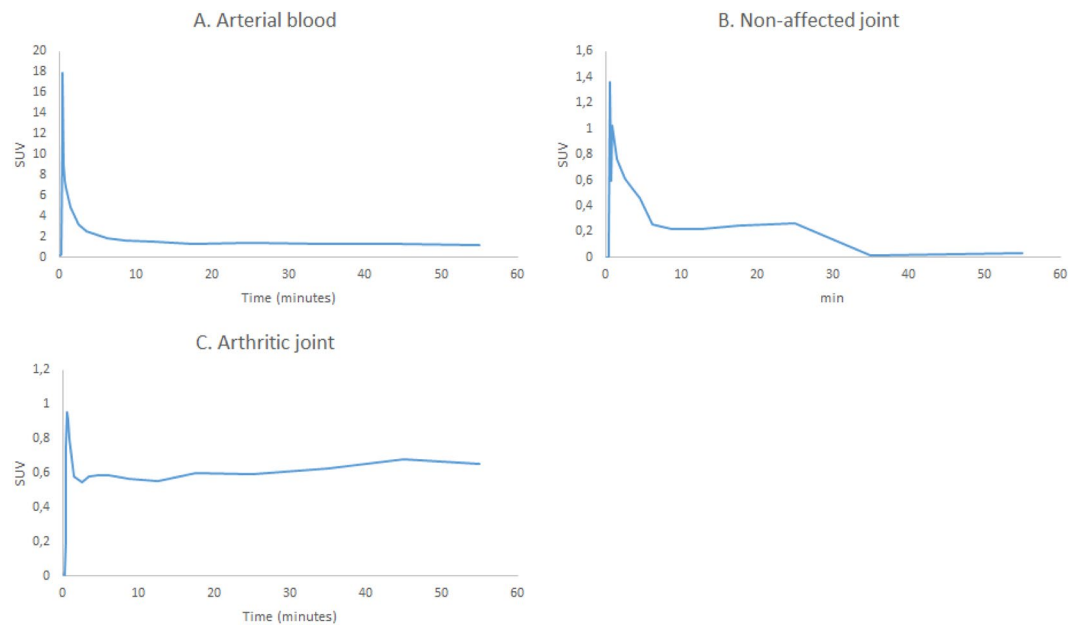 A. Arterial blood
20
18
16
14
12
10
8
6
4
2
0
SUV
0 10 20 30 40 50 60
Time (minutes)
B. Non-affected joint
1,6
1,4
1,2
1
0,8
0,6
0,4
0,2
0
SUV
0 10 20 30 40 50 60
min
C. Arthritic joint
1,2
1
0,8
0,6
0,4
0,2
0
SUV
0 10 20 30 40 50 60
Time (minutes)